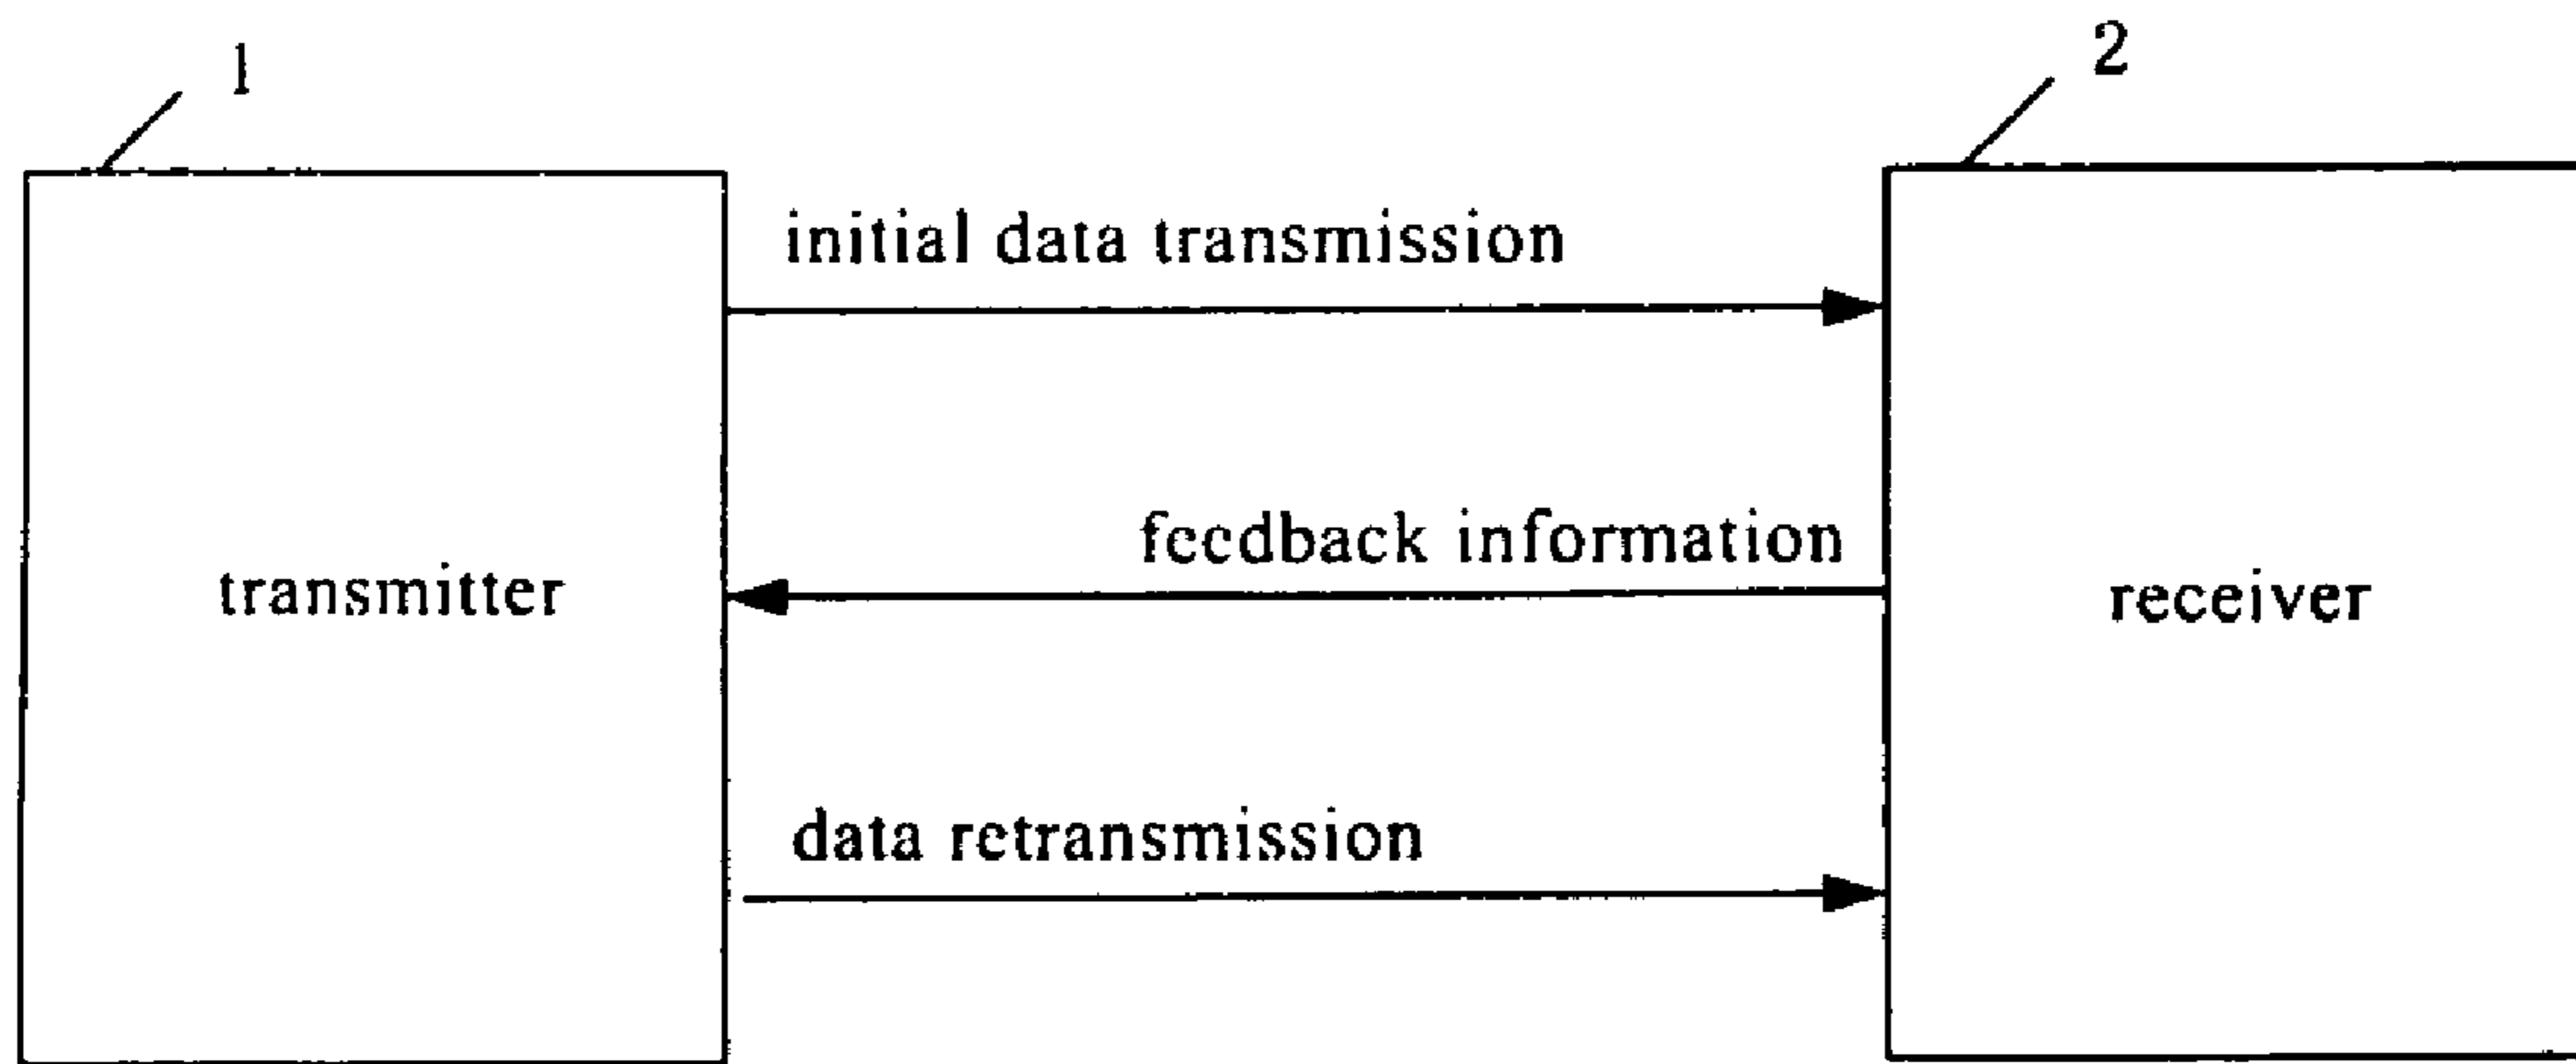 1
2
initial data transmission
feedback information
transmitter
receiver
data retransmission